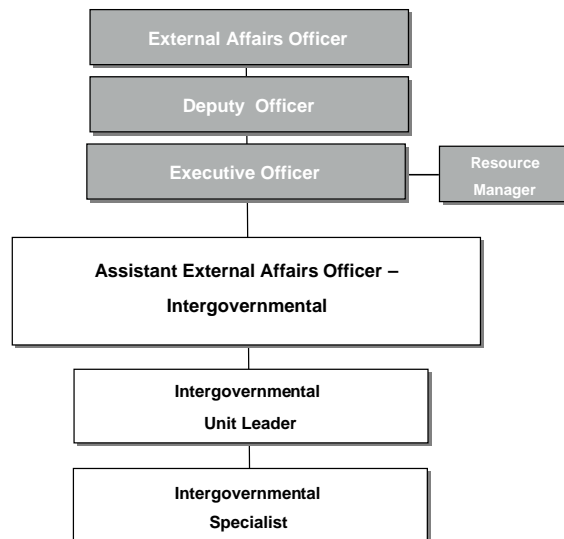 External Affairs Officer
Deputy Officer
Executive Officer
Resource
Manager
Assistant External Affairs Officer –
Intergovernmental
Intergovernmental
Unit Leader
Intergovernmental
Specialist